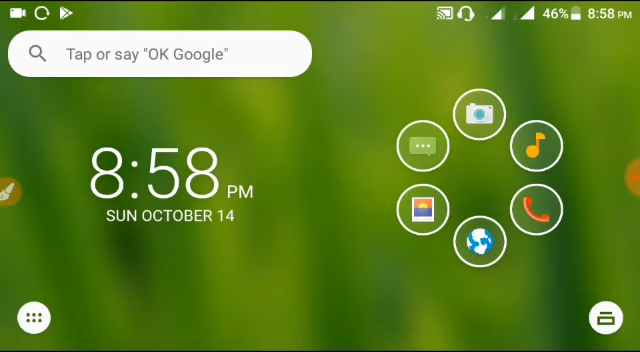 46% 8:58 PM
Tap or say "OK Google"
8:58 PM
SUN OCTOBER 14